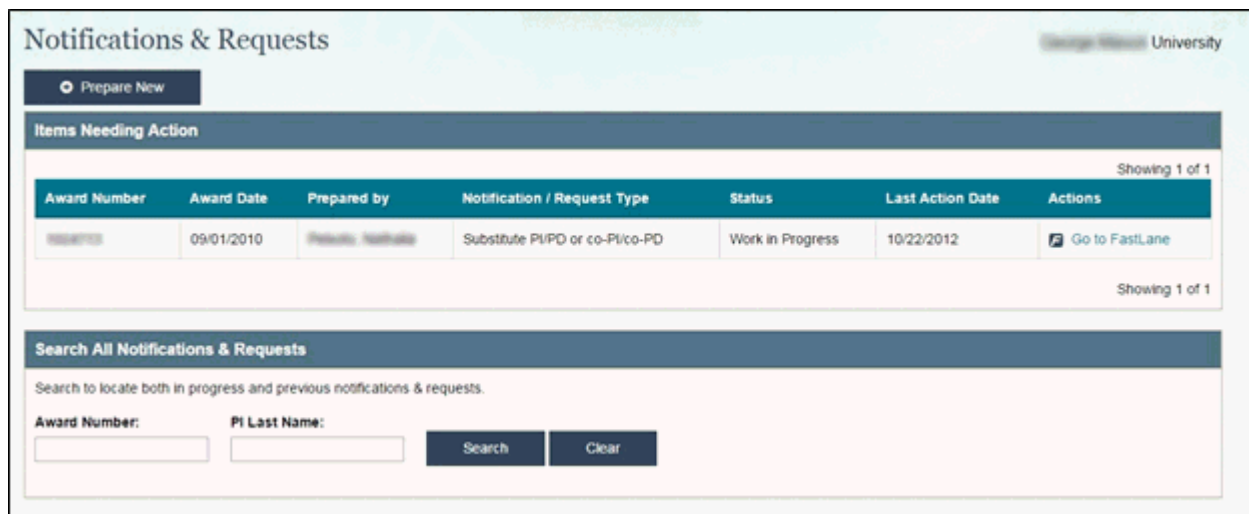 Notifications & Requests
University
Prepare New
Items Needing Action
Showing 1 of 1
Award Number Award Date Prepared by Notification / Request Type Status Last Action Date Actions
09/01/2010 Substitute PI/PD or co-PI/co-PD Work in Progress 10/22/2012 Go to FastLane
Showing 1 of 1
Search All Notifications & Requests
Search to locate both in progress and previous notifications & requests.
Award Number: PI Last Name:
Search Clear